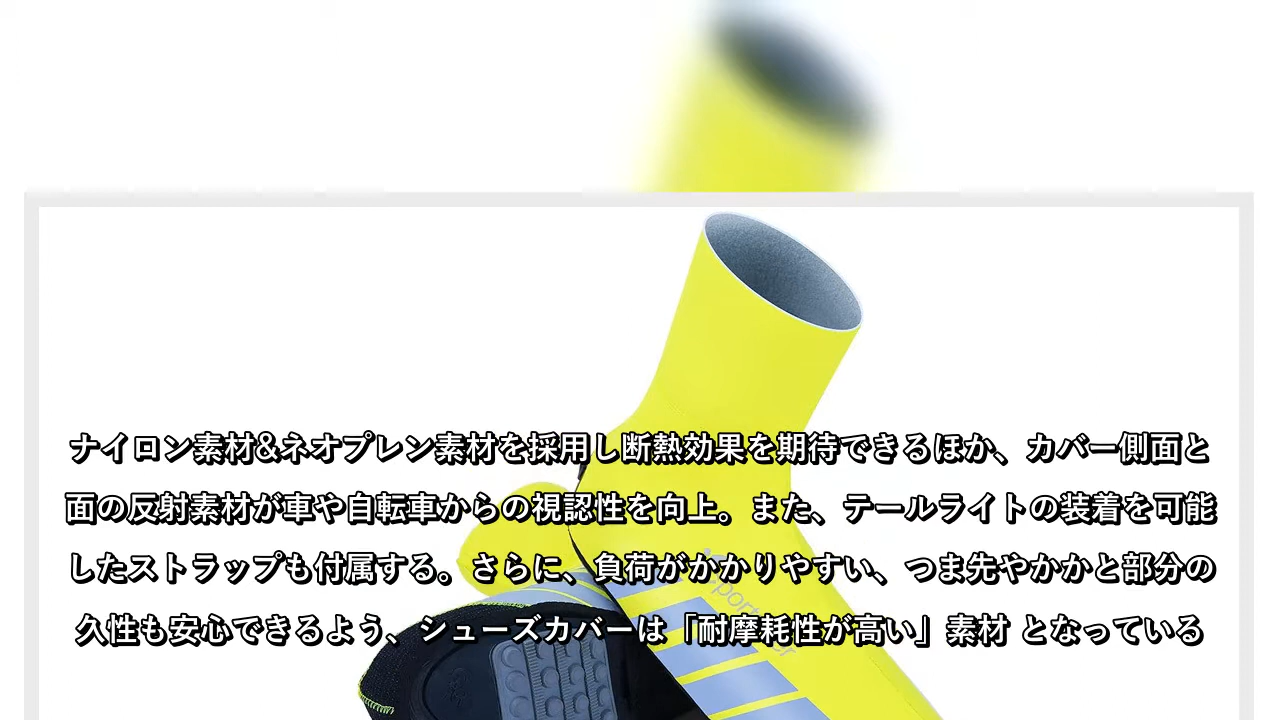 ナイロン素材&ネオプレン素材を採用し断熱効果を期待できるほか、カバー側面と
面の反射素材が車や自転車からの視認性を向上。また、テールライトの装着を可能
したストラップも付属する。さらに、負荷がかかりやすい、つま先やかかと部分の
久性も安心できるよう、シューズカバーは「耐摩耗性が高い」素材 となっている